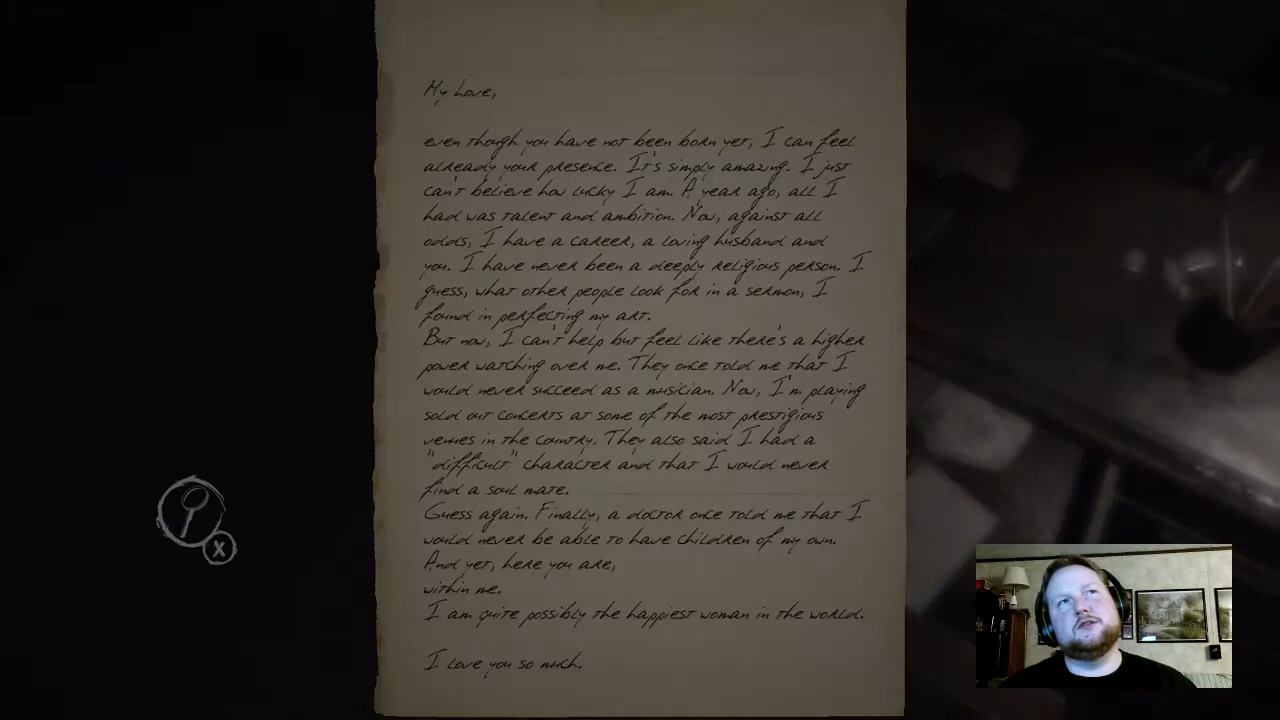 My Love,
even though you have not been born yet, I can feel
already your presence. It's simply amazing. I just
can't believe how lucky I am. A year ago, all I
had was talent and ambition. Now, against all
odds, I have a career, a loving husband and
you. I have never been a deeply religious person. I
guess, what other people look for in a sermon, I
found in perfecting my art.
But now, I can't help but feel like there's a higher
power watching over me. They once told me that I
would never succeed as a musician. Now, I'm playing
sold out concerts at some of the most prestigious
venues in the country. They also said I had a
"difficult" character and that I would never
find a soul mate.
Guess again. Finally, a doctor once told me that I
would never be able to have children of my own.
And yet, here you are,
within me.
I am quite possibly the happiest woman in the world.
I love you so much.
X